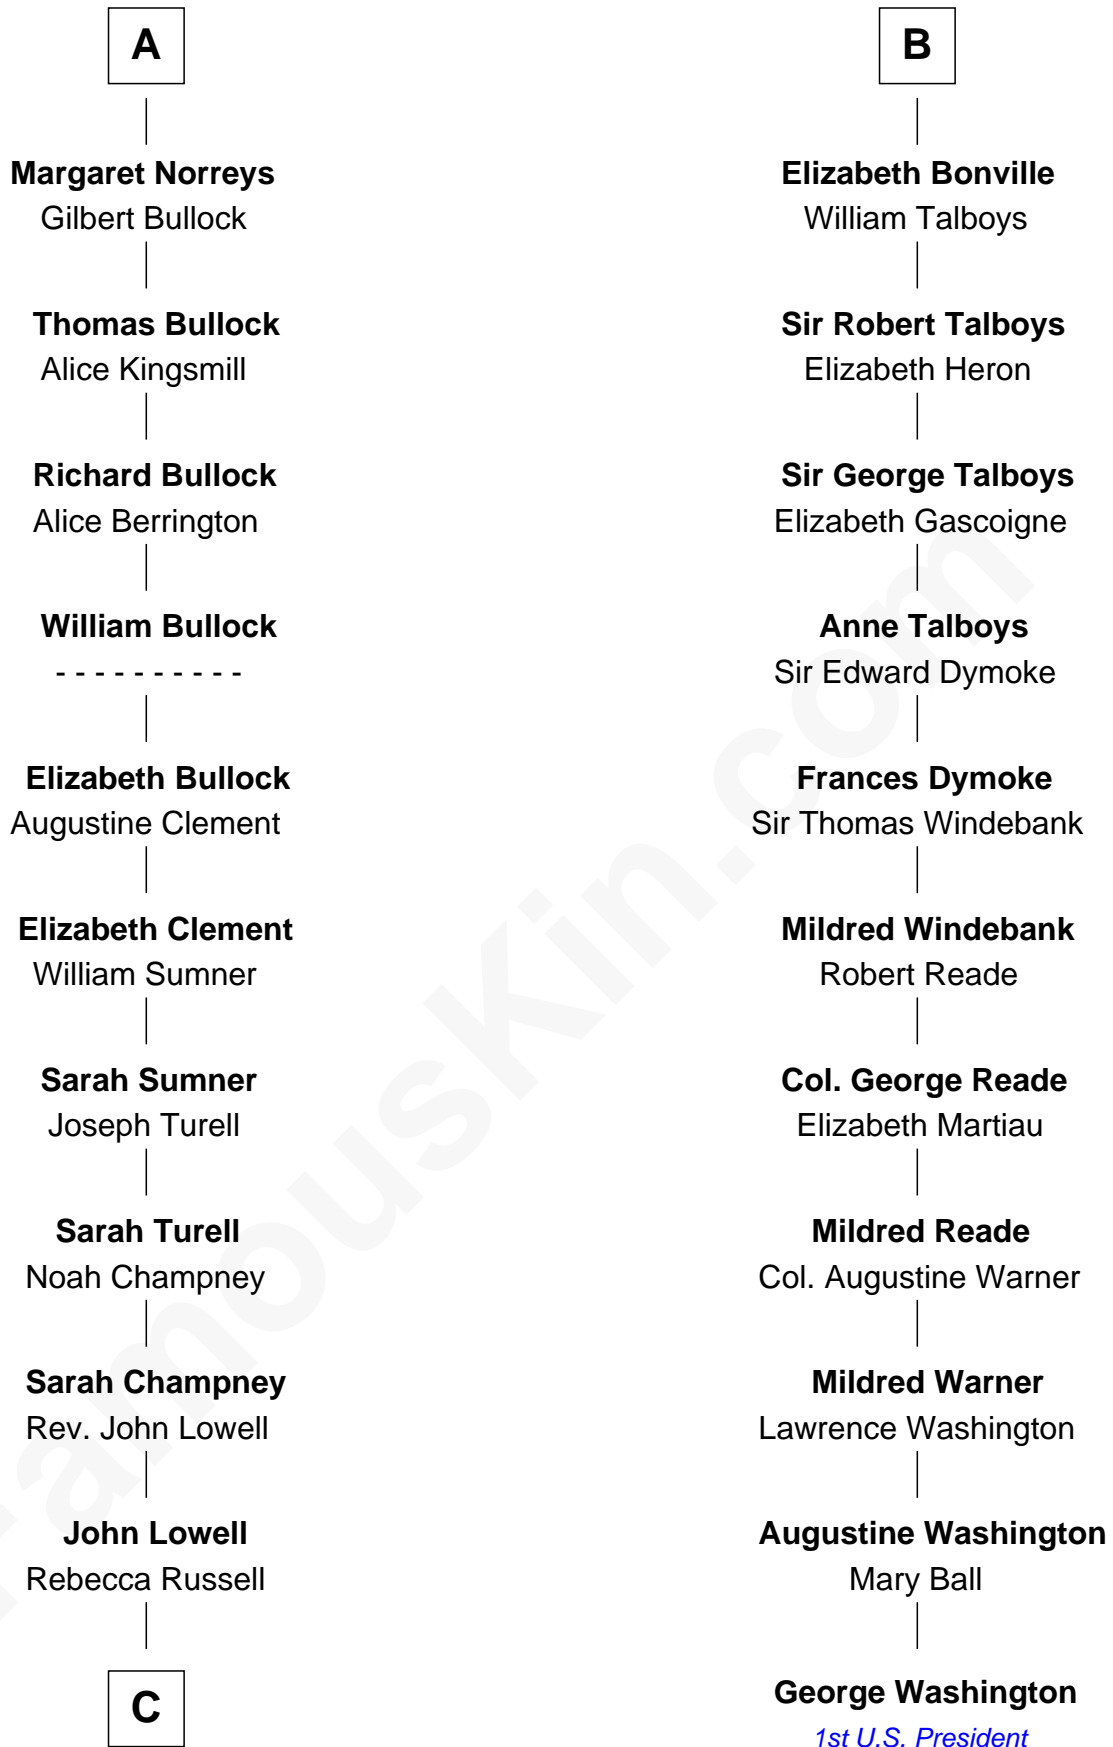 A
Margaret Norreys
Gilbert Bullock
Thomas Bullock
Alice Kingsmill
Richard Bullock
Alice Berrington
William Bullock
- - - - - - - - - -
Elizabeth Bullock
Augustine Clement
Elizabeth Clement
William Sumner
Sarah Sumner
Joseph Turell
Sarah Turell
Noah Champney
Sarah Champney
Rev. John Lowell
John Lowell
Rebecca Russell
C
B
Elizabeth Bonville
William Talboys
Sir Robert Talboys
Elizabeth Heron
Sir George Talboys
Elizabeth Gascoigne
Anne Talboys
Sir Edward Dymoke
Frances Dymoke
Sir Thomas Windebank
Mildred Windebank
Robert Reade
Col. George Reade
Elizabeth Martiau
Mildred Reade
Col. Augustine Warner
Mildred Warner
Lawrence Washington
Augustine Washington
Mary Ball
George Washington
1st U.S. President
FamousKin.com